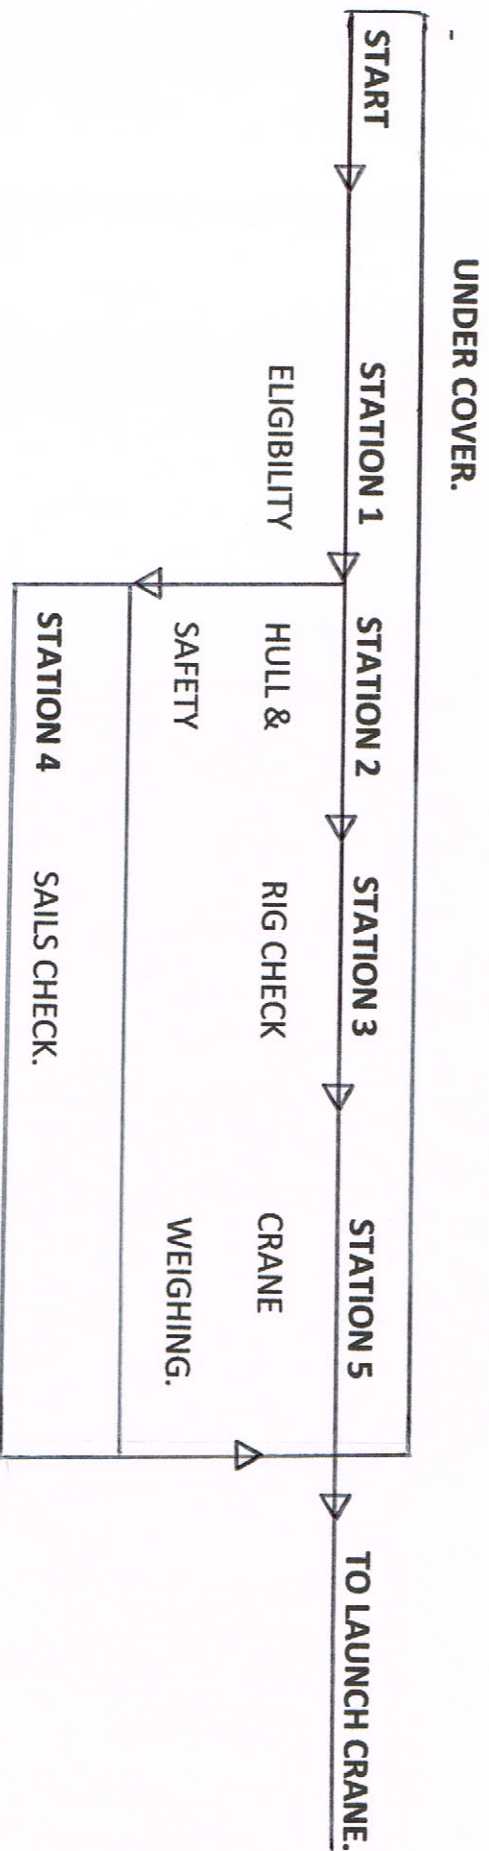 UNDER COVER.
START
STATION 1
STATION 2
STATION 3
STATION 5
TO LAUNCH CRANE.
ELIGIBILITY
HULL &
RIG CHECK
CRANE
SAFETY
WEIGHING.
STATION 4
SAILS CHECK.